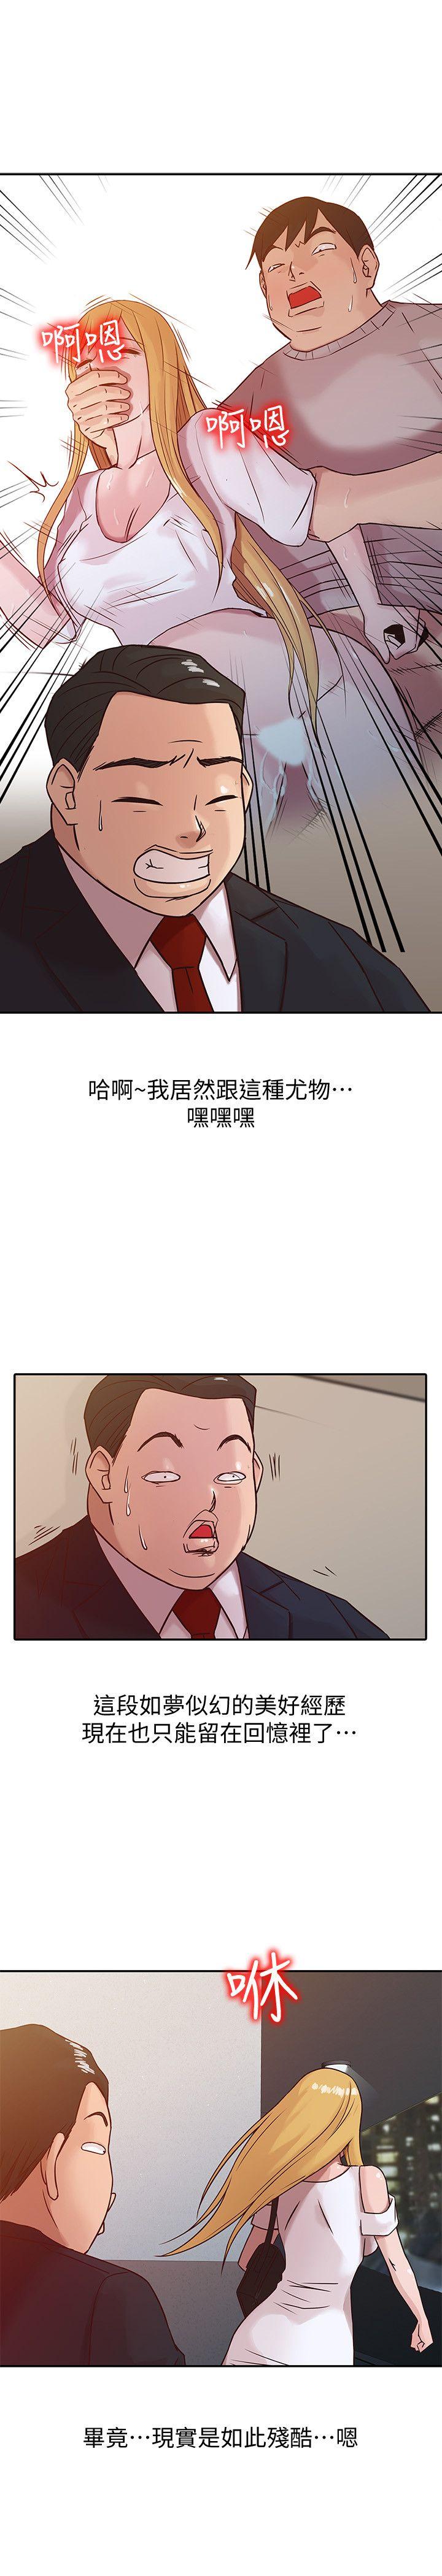 啊嗯
啊嗯
哈啊~我居然跟這種尤物…
嘿嘿嘿
這段如夢似幻的美好經歷
現在也只能留在回憶裡了…
咻
畢竟…現實是如此殘酷…嗯